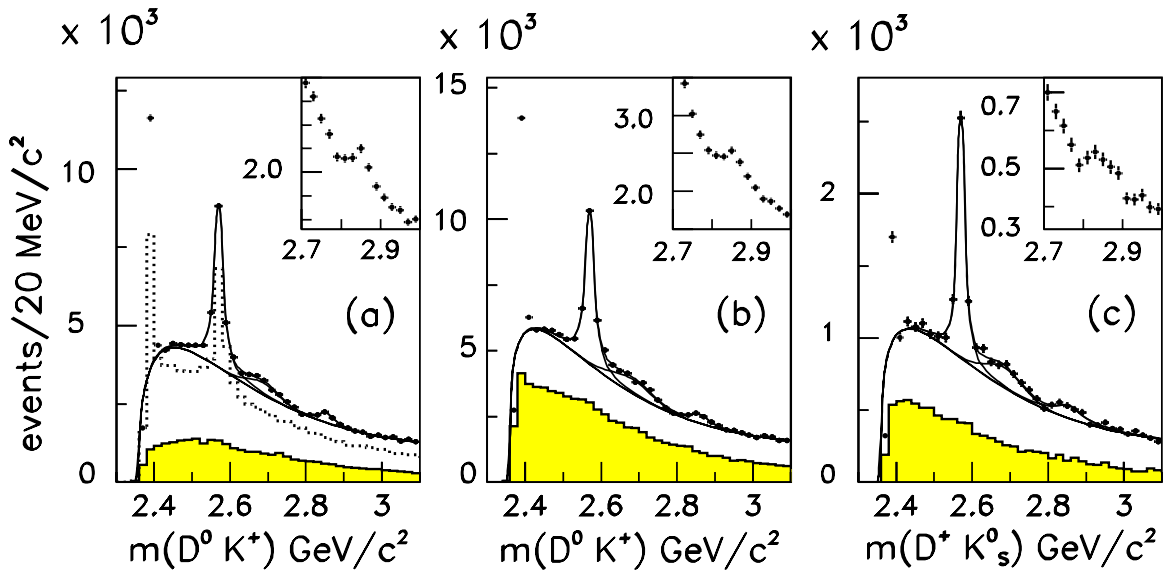 x 10³ x 10³ x 10³
events/20 MeV/c²
10
5
0
2.0
2.7 2.9
(a)
2.4 2.6 2.8 3
m(D⁰ K⁺) GeV/c²
15
10
5
0
3.0
2.0
2.7 2.9
(b)
2.4 2.6 2.8 3
m(D⁰ K⁺) GeV/c²
2
1
0
0.7
0.5
0.3
2.7 2.9
(c)
2.4 2.6 2.8 3
m(D⁺ K⁰ₛ) GeV/c²